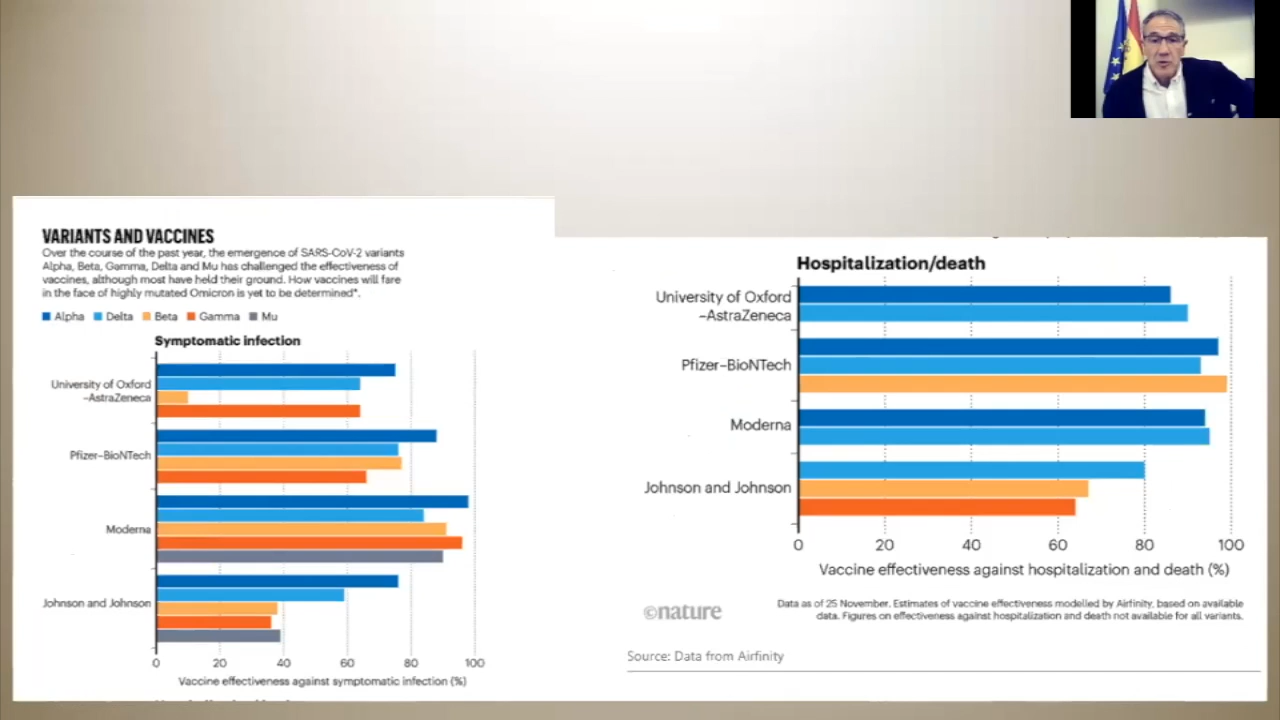 VARIANTS AND VACCINES
Over the course of the past year, the emergence of SARS-CoV-2 variants
Alpha, Beta, Gamma, Delta and Mu has challenged the effectiveness of
vaccines, although most have held their ground. How vaccines will fare
in the face of highly mutated Omicron is yet to be determined*.
Alpha Delta Beta Gamma Mu
Symptomatic infection
University of Oxford
–AstraZeneca
Pfizer–BioNTech
Moderna
Johnson and Johnson
0 20 40 60 80 100
Vaccine effectiveness against symptomatic infection (%)
Hospitalization/death
University of Oxford
–AstraZeneca
Pfizer–BioNTech
Moderna
Johnson and Johnson
0 20 40 60 80 100
Vaccine effectiveness against hospitalization and death (%)
©nature
Data as of 25 November. Estimates of vaccine effectiveness modelled by Airfinity, based on available
data. Figures on effectiveness against hospitalization and death not available for all variants.
Source: Data from Airfinity